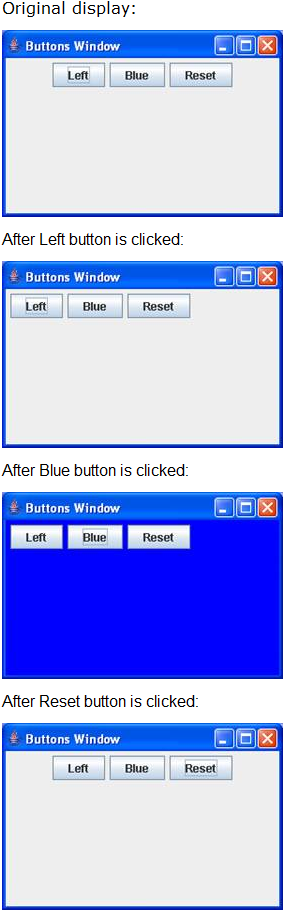 Original display:
Buttons Window
Left Blue Reset
After Left button is clicked:
Buttons Window
Left Blue Reset
After Blue button is clicked:
Buttons Window
Left Blue Reset
After Reset button is clicked:
Buttons Window
Left Blue Reset